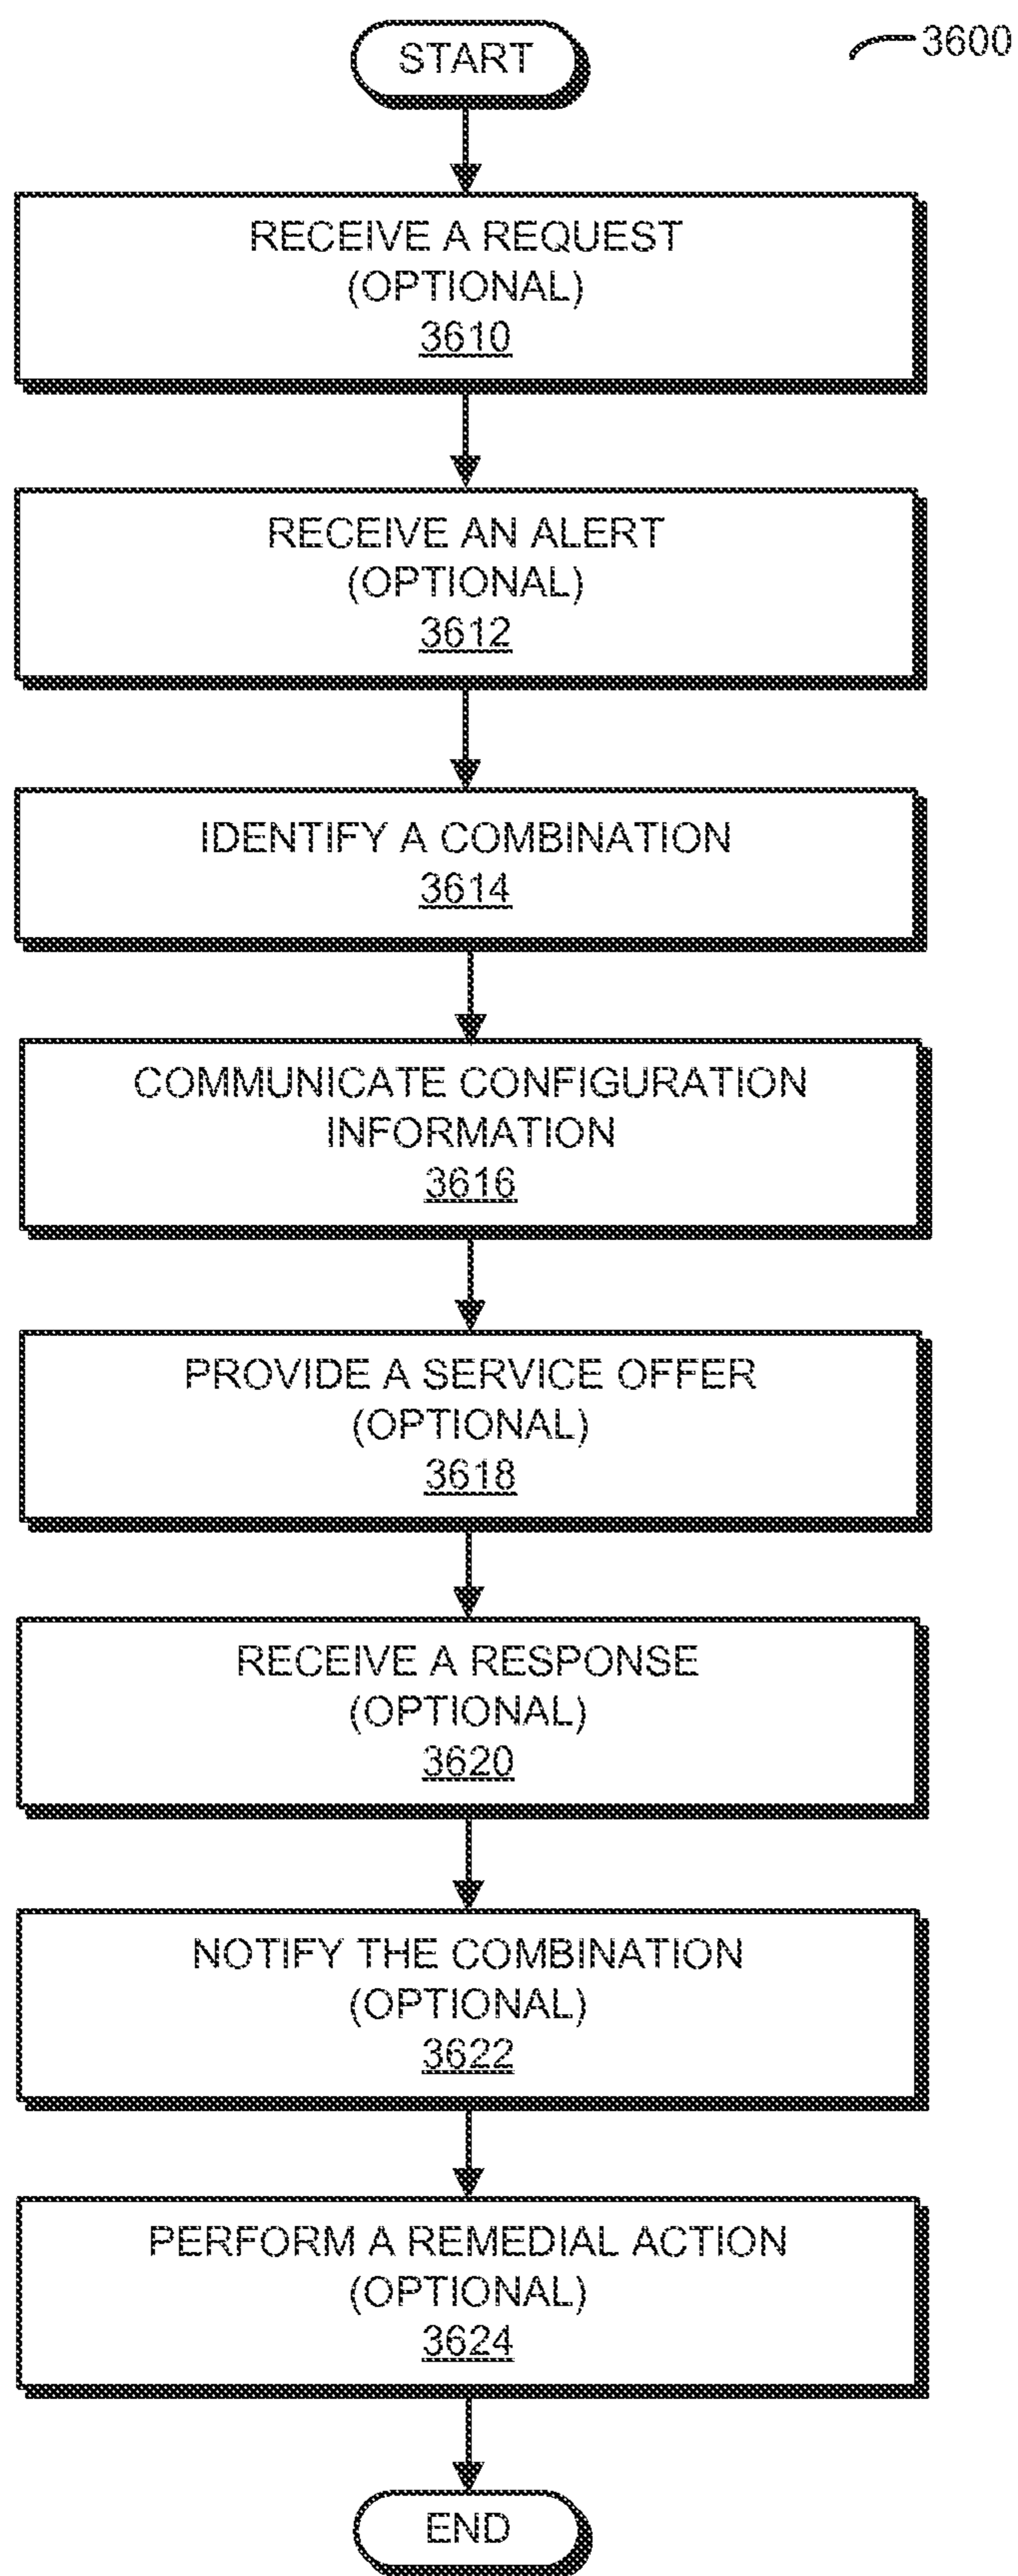 START
3600
RECEIVE A REQUEST
(OPTIONAL)
3610
RECEIVE AN ALERT
(OPTIONAL)
3612
IDENTIFY A COMBINATION
3614
COMMUNICATE CONFIGURATION
INFORMATION
3616
PROVIDE A SERVICE OFFER
(OPTIONAL)
3618
RECEIVE A RESPONSE
(OPTIONAL)
3620
NOTIFY THE COMBINATION
(OPTIONAL)
3622
PERFORM A REMEDIAL ACTION
(OPTIONAL)
3624
END